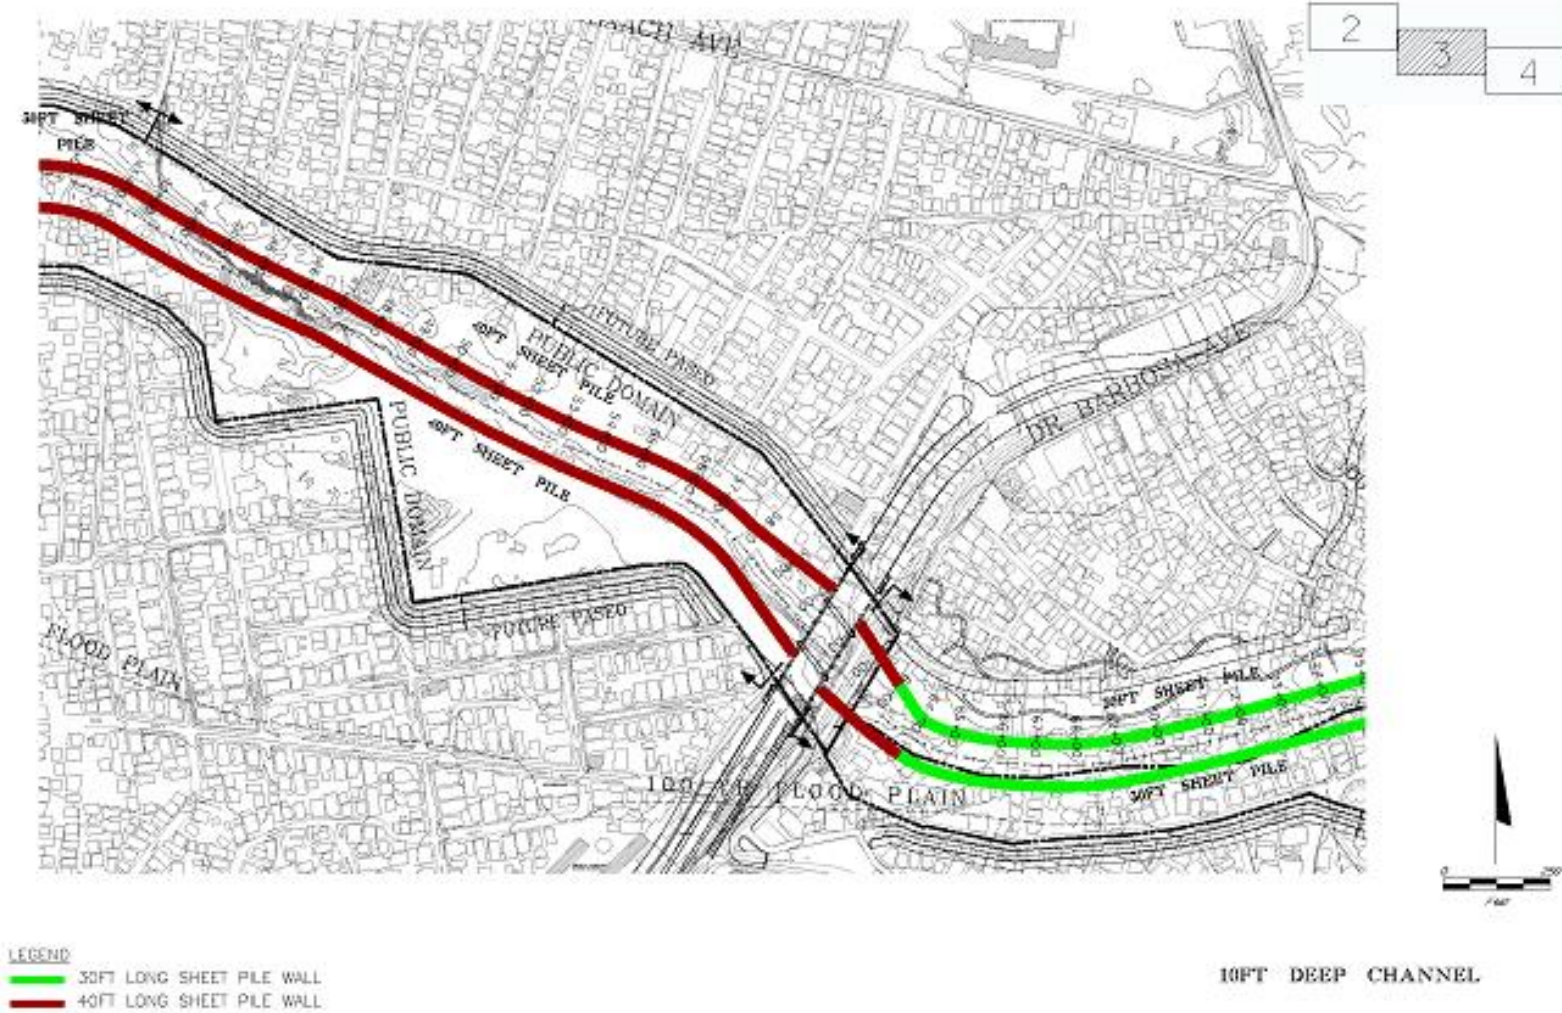 2
3
4
SHEET
PILE
FUTURE PASEO
PUBLIC DOMAIN
40FT SHEET PILE
40FT SHEET PILE
PUBLIC DOMAIN
FUTURE PASEO
FLOOD PLAIN
DR BARBOSA AVE
30FT SHEET PILE
30FT SHEET PILE
FLOOD PLAIN
0
FEET
LEGEND
30FT LONG SHEET PILE WALL
40FT LONG SHEET PILE WALL
10FT DEEP CHANNEL